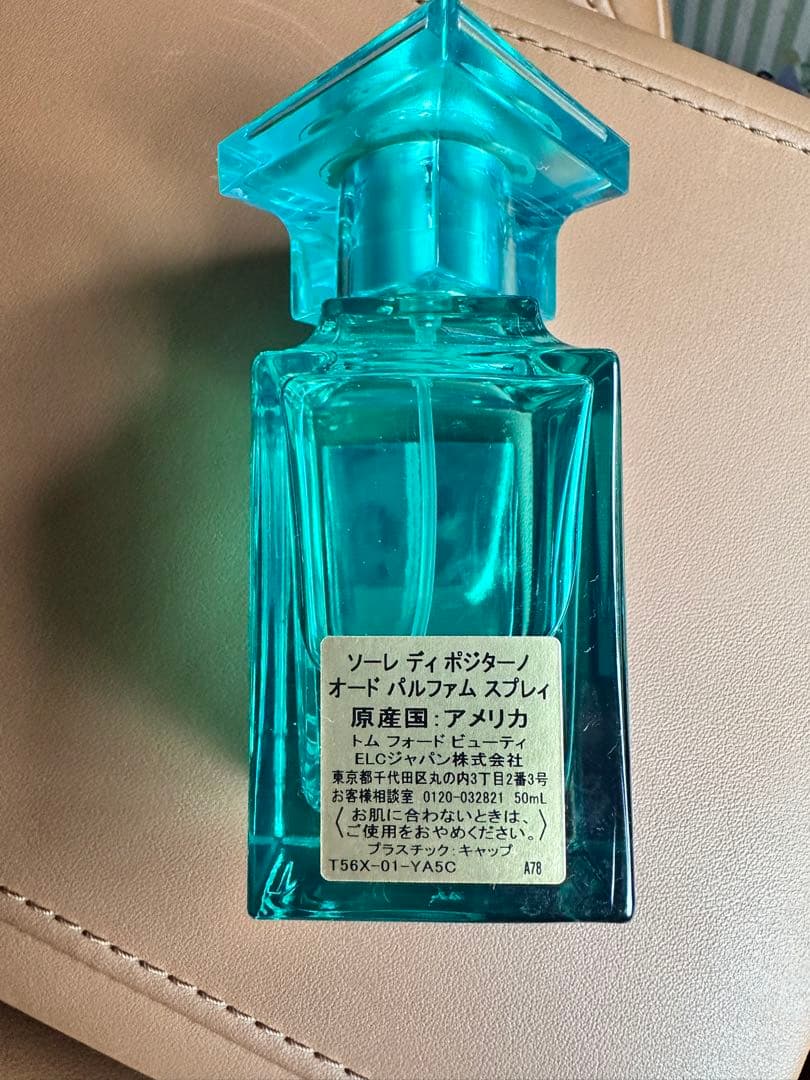 ソーレ ディ ポジターノ
オード パルファム スプレィ
原産国：アメリカ
トム フォード ビューティ
ELCジャパン株式会社
東京都千代田区丸の内3丁目2番3号
お客様相談室 0120-032821 50mL
〈お肌に合わないときは、
ご使用をおやめください。〉
プラスチック：キャップ
T56X-01-YA5C A78